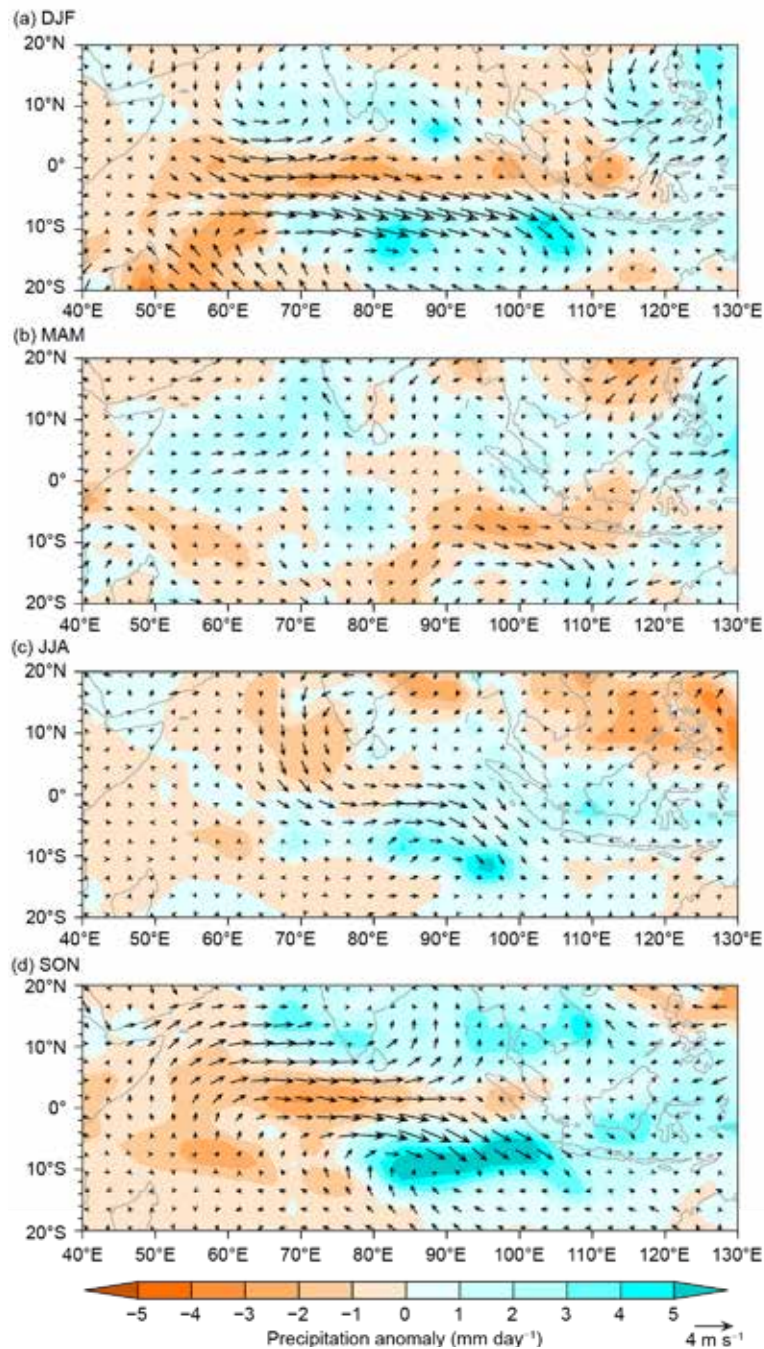 (a) DJF
20°N
10°N
0°
10°S
20°S
40°E 50°E 60°E 70°E 80°E 90°E 100°E 110°E 120°E 130°E
(b) MAM
20°N
10°N
0°
10°S
20°S
40°E 50°E 60°E 70°E 80°E 90°E 100°E 110°E 120°E 130°E
(c) JJA
20°N
10°N
0°
10°S
20°S
40°E 50°E 60°E 70°E 80°E 90°E 100°E 110°E 120°E 130°E
(d) SON
20°N
10°N
0°
10°S
20°S
40°E 50°E 60°E 70°E 80°E 90°E 100°E 110°E 120°E 130°E
−5 −4 −3 −2 −1 0 1 2 3 4 5
Precipitation anomaly (mm day⁻¹)
4 m s⁻¹